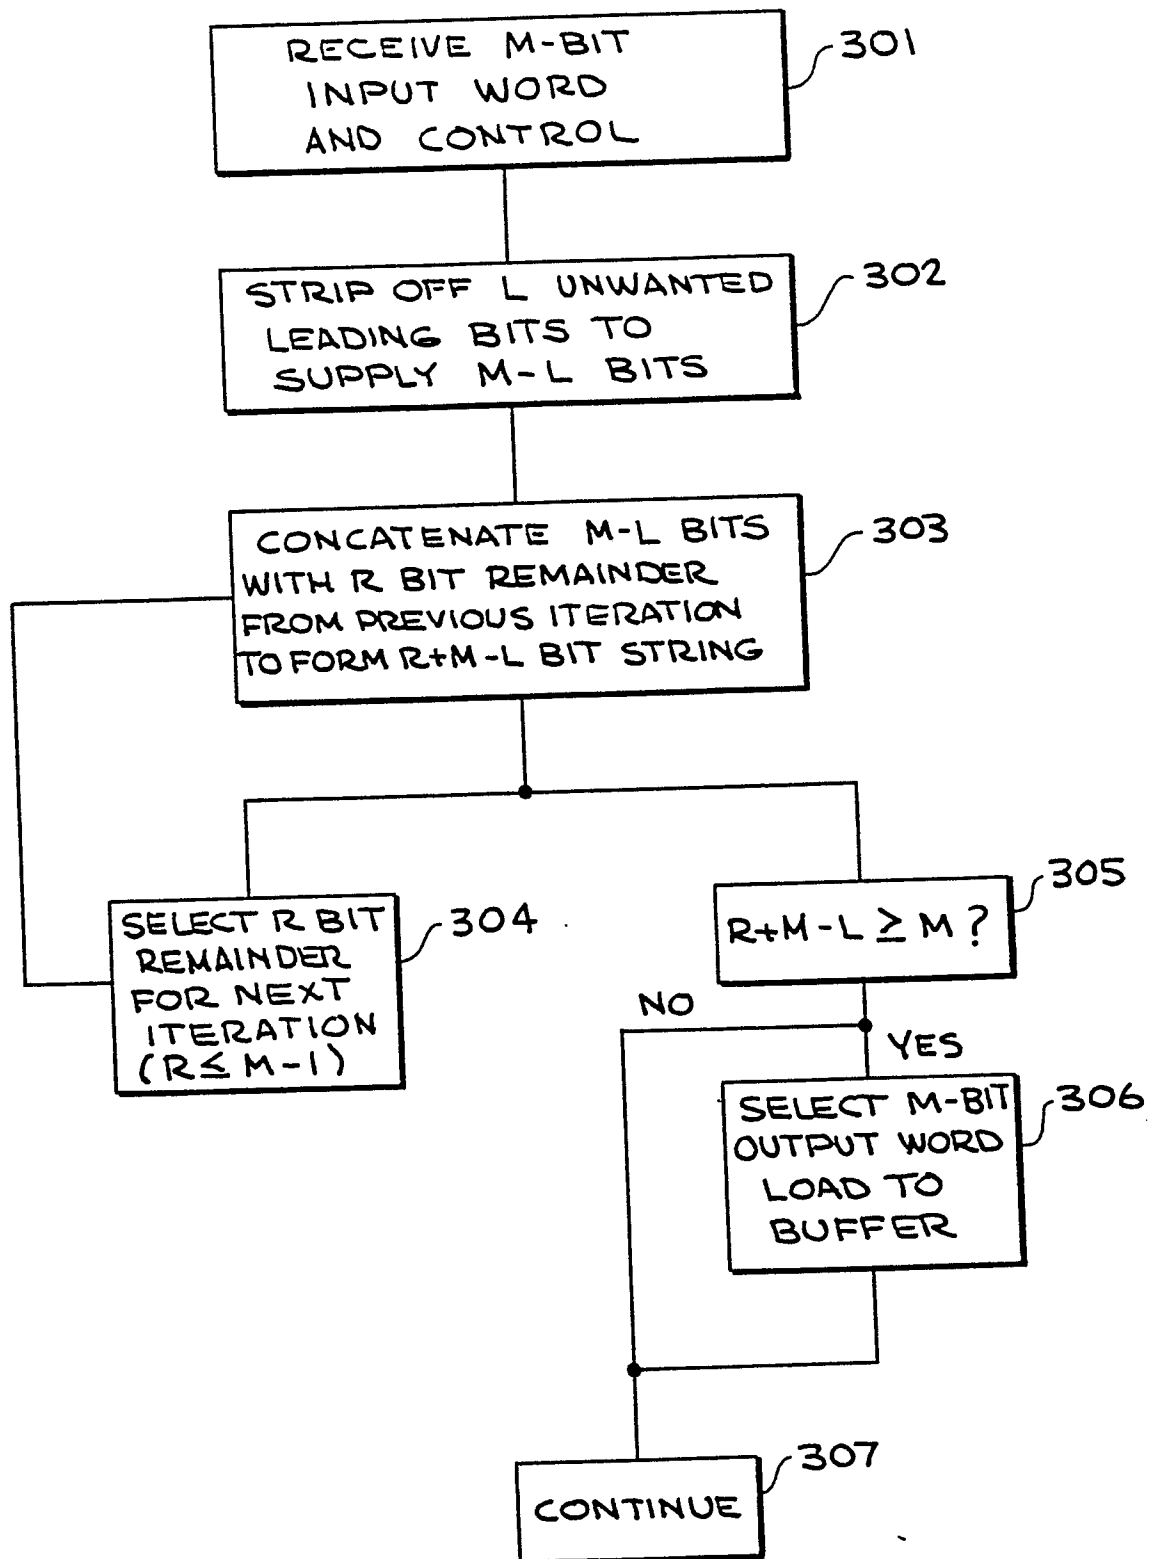 RECEIVE M-BIT
INPUT WORD
AND CONTROL
301
STRIP OFF L UNWANTED
LEADING BITS TO
SUPPLY M-L BITS
302
CONCATENATE M-L BITS
WITH R BIT REMAINDER
FROM PREVIOUS ITERATION
TO FORM R+M-L BIT STRING
303
SELECT R BIT
REMAINDER
FOR NEXT
ITERATION
(R≤M-1)
304
R+M-L≥M?
305
NO
YES
SELECT M-BIT
OUTPUT WORD
LOAD TO
BUFFER
306
CONTINUE
307